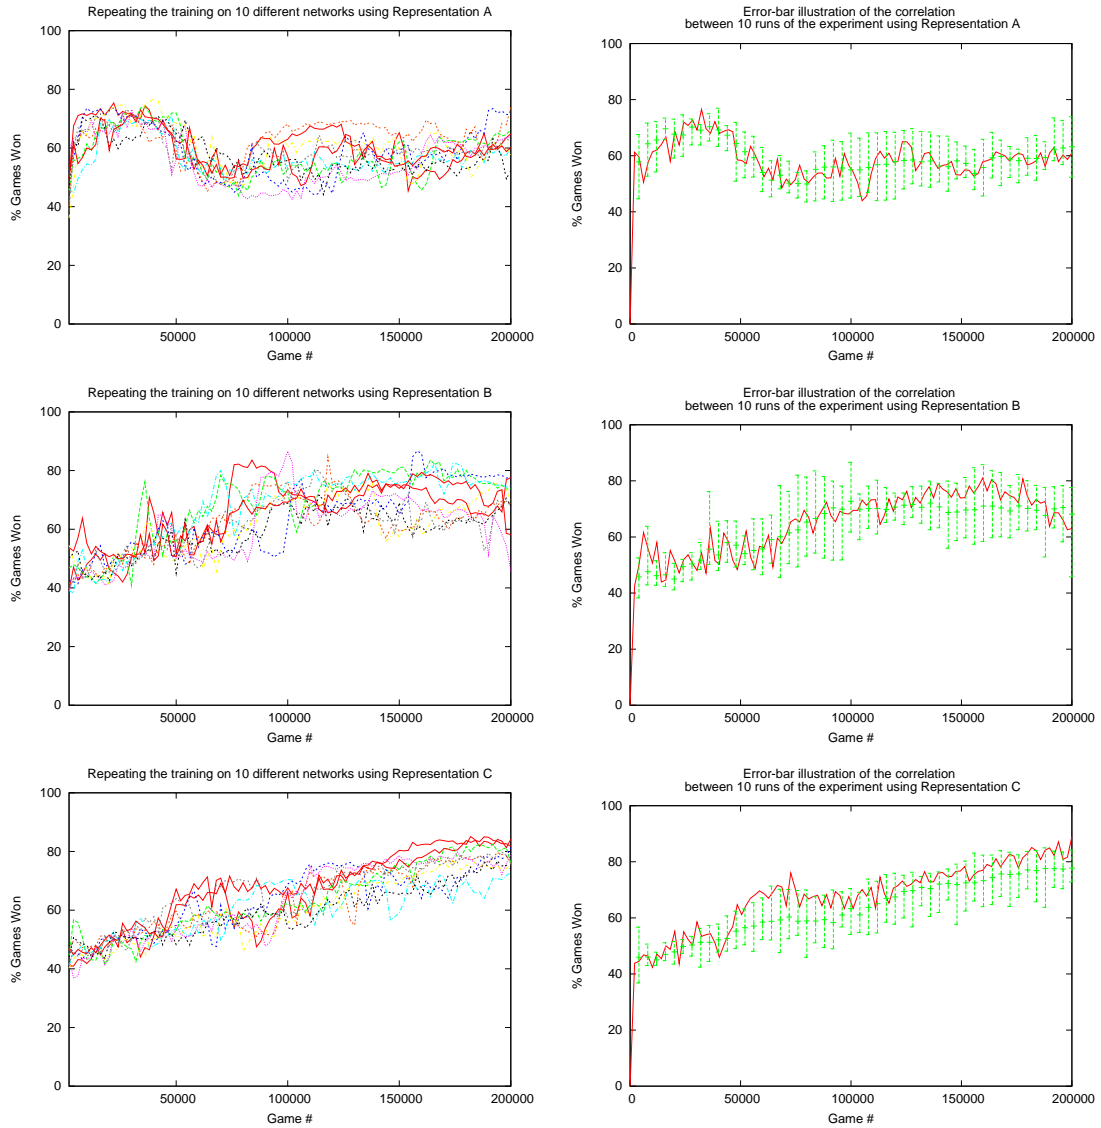 Repeating the training on 10 different networks using Representation A
100
80
60
40
20
0
% Games Won
50000 100000 150000 200000
Game #
Error-bar illustration of the correlation
between 10 runs of the experiment using Representation A
100
80
60
40
20
0
% Games Won
0 50000 100000 150000 200000
Game #
Repeating the training on 10 different networks using Representation B
100
80
60
40
20
0
% Games Won
50000 100000 150000 200000
Game #
Error-bar illustration of the correlation
between 10 runs of the experiment using Representation B
100
80
60
40
20
0
% Games Won
0 50000 100000 150000 200000
Game #
Repeating the training on 10 different networks using Representation C
100
80
60
40
20
0
% Games Won
50000 100000 150000 200000
Game #
Error-bar illustration of the correlation
between 10 runs of the experiment using Representation C
100
80
60
40
20
0
% Games Won
0 50000 100000 150000 200000
Game #